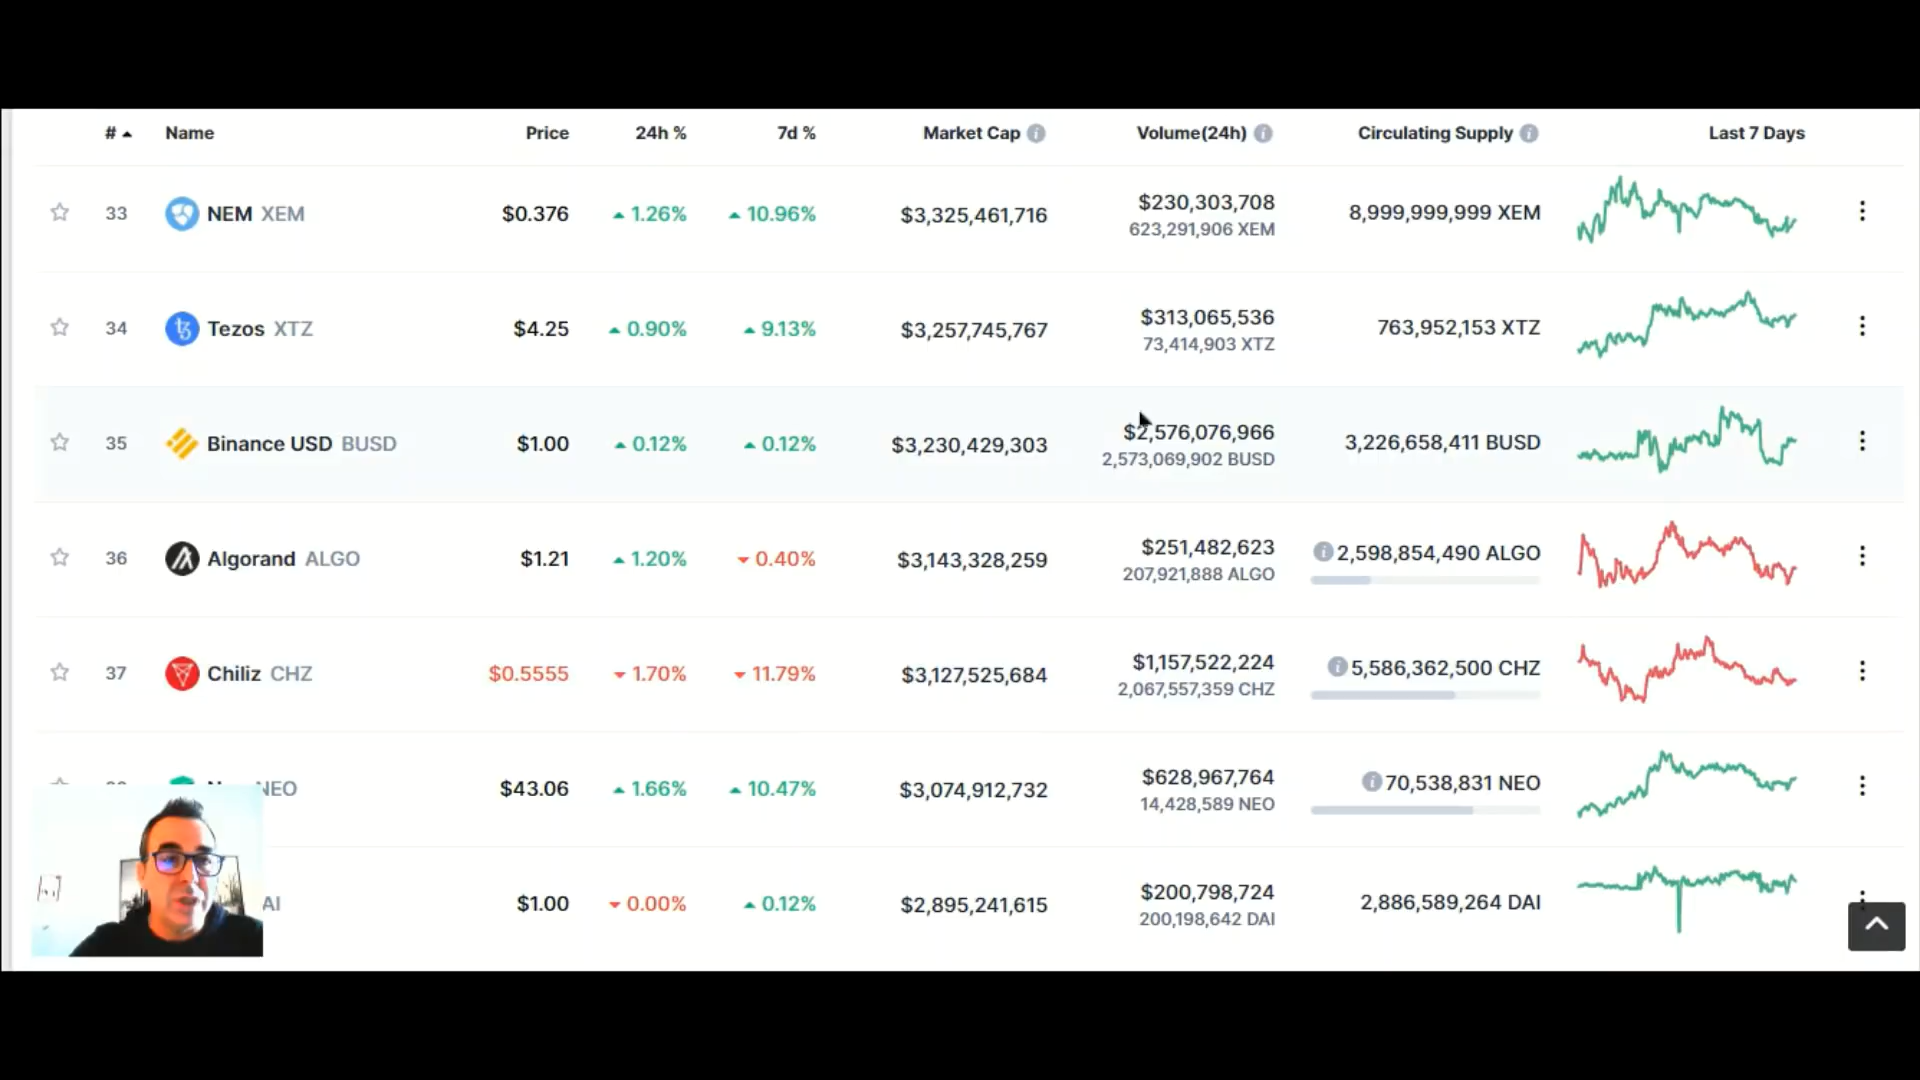 # Name Price 24h % 7d % Market Cap Volume(24h) Circulating Supply Last 7 Days
33 NEM XEM $0.376 1.26% 10.96% $3,325,461,716 $230,303,708 8,999,999,999 XEM
623,291,906 XEM
34 Tezos XTZ $4.25 0.90% 9.13% $3,257,745,767 $313,065,536 763,952,153 XTZ
73,414,903 XTZ
35 Binance USD BUSD $1.00 0.12% 0.12% $3,230,429,303 $2,576,076,966 3,226,658,411 BUSD
2,573,069,902 BUSD
36 Algorand ALGO $1.21 1.20% 0.40% $3,143,328,259 $251,482,623 2,598,854,490 ALGO
207,921,888 ALGO
37 Chiliz CHZ $0.5555 1.70% 11.79% $3,127,525,684 $1,157,522,224 5,586,362,500 CHZ
2,067,557,359 CHZ
NEO $43.06 1.66% 10.47% $3,074,912,732 $628,967,764 70,538,831 NEO
14,428,589 NEO
$1.00 0.00% 0.12% $2,895,241,615 $200,798,724 2,886,589,264 DAI
200,198,642 DAI